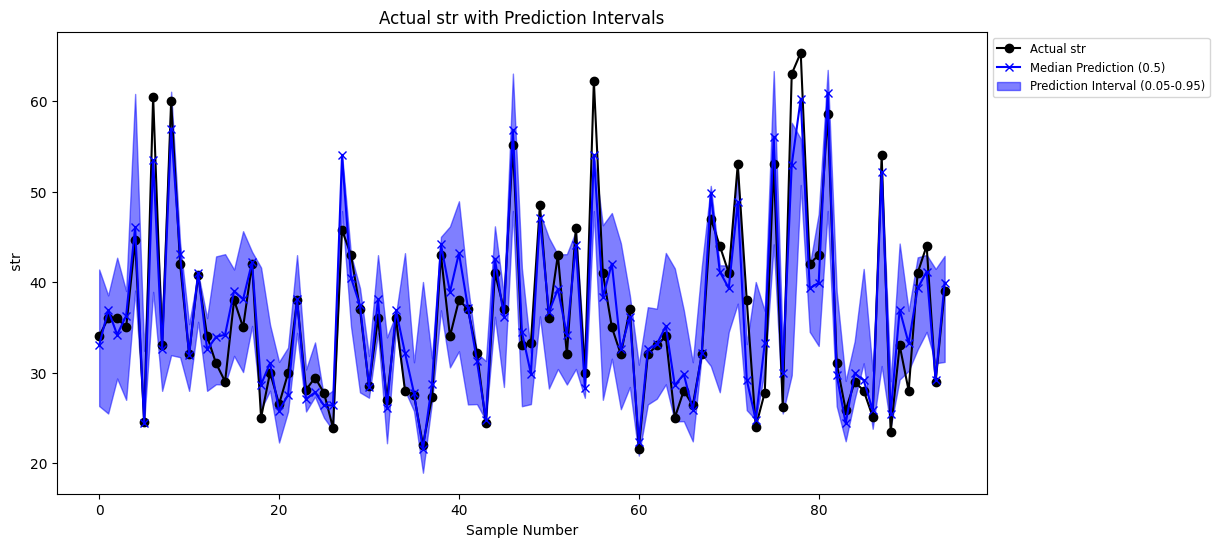 Actual str with Prediction Intervals
Actual str
Median Prediction (0.5)
Prediction Interval (0.05-0.95)
60
50
40
30
20
str
0
20
40
60
80
Sample Number